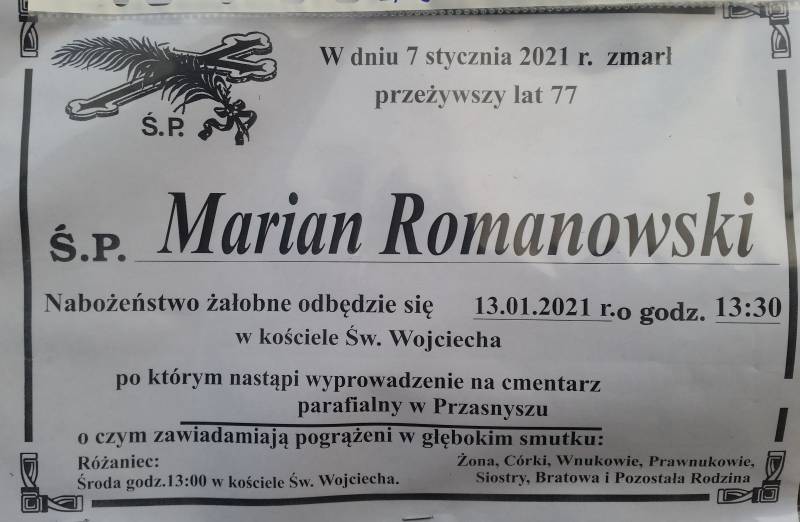 W dniu 7 stycznia 2021 r. zmarł
przeżywszy lat 77
Ś.P.
Ś.P. Marian Romanowski
Nabożeństwo żałobne odbędzie się 13.01.2021 r.o godz. 13:30
w kościele Św. Wojciecha
po którym nastąpi wyprowadzenie na cmentarz
parafialny w Przasnyszu
o czym zawiadamiają pogrążeni w głębokim smutku:
Różaniec:
Środa godz.13:00 w kościele Św. Wojciecha.
Żona, Córki, Wnukowie, Prawnukowie,
Siostry, Bratowa i Pozostała Rodzina